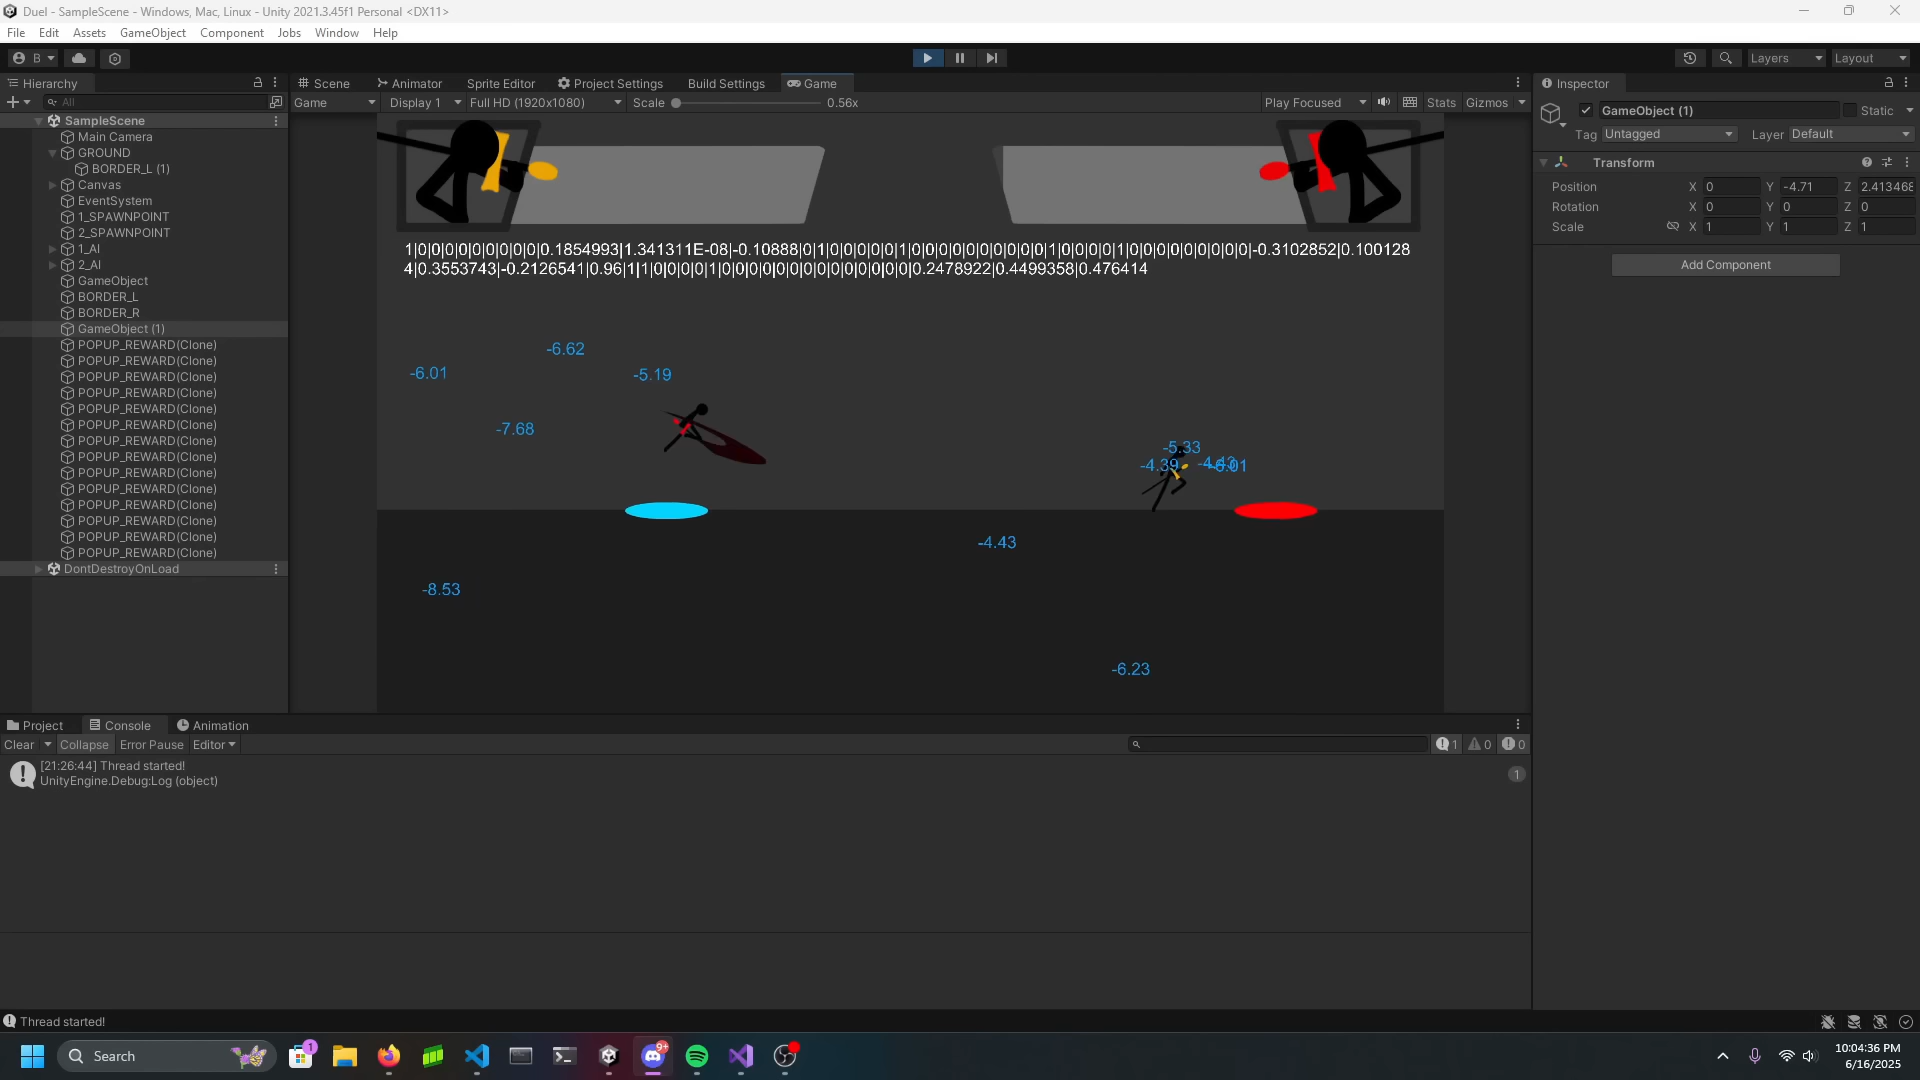 Duel - SampleScene - Windows, Mac, Linux - Unity 2021.3.45f1 Personal <DX11>
File Edit Assets GameObject Component Jobs Window Help
B Layers Layout
Hierarchy Scene Animator Sprite Editor Project Settings Build Settings Game Inspector
All Game Display 1 Full HD (1920x1080) Scale 0.56x Play Focused Stats Gizmos
GameObject (1) Static
Tag Untagged Layer Default
Transform
Position X 0 Y -4.71 Z 2.413468
Rotation X 0 Y 0 Z 0
Scale X 1 Y 1 Z 1
Add Component
SampleScene
Main Camera
GROUND
BORDER_L (1)
Canvas
EventSystem
1_SPAWNPOINT
2_SPAWNPOINT
1_AI
2_AI
GameObject
BORDER_L
BORDER_R
GameObject (1)
POPUP_REWARD(Clone)
POPUP_REWARD(Clone)
POPUP_REWARD(Clone)
POPUP_REWARD(Clone)
POPUP_REWARD(Clone)
POPUP_REWARD(Clone)
POPUP_REWARD(Clone)
POPUP_REWARD(Clone)
POPUP_REWARD(Clone)
POPUP_REWARD(Clone)
POPUP_REWARD(Clone)
POPUP_REWARD(Clone)
POPUP_REWARD(Clone)
POPUP_REWARD(Clone)
DontDestroyOnLoad
1|0|0|0|0|0|0|0|0|0|0.1854993|1.341311E-08|-0.10888|0|1|0|0|0|0|1|0|0|0|0|0|0|0|0|0|0|1|0|0|0|0|1|0|0|0|0|0|0|0|0|0|-0.3102852|0.100128
4|0.3553743|-0.2126541|0.96|1|1|0|0|0|0|1|0|0|0|0|0|0|0|0|0|0|0|0|0|0|0.2478922|0.4499358|0.476414
-6.62
-6.01
-5.19
-7.68
-5.33
-4.39
-4.43
-8.53
-6.23
Project Console Animation
Clear Collapse Error Pause Editor 1 0 0
[21:26:44] Thread started!
UnityEngine.Debug:Log (object)
1
Thread started!
Search
1
9+
10:04:36 PM
6/16/2025